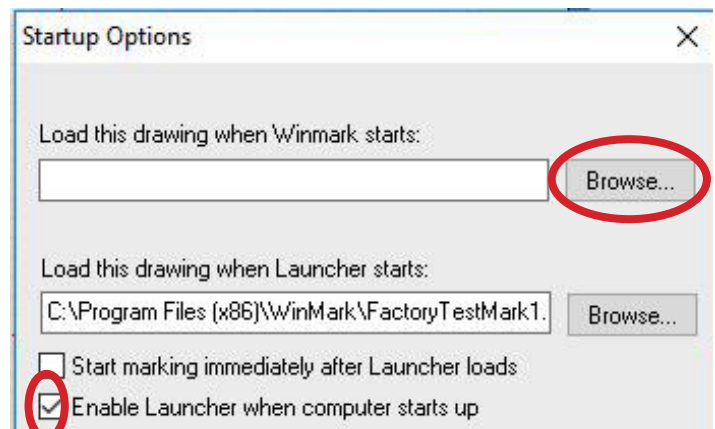 Startup Options
Load this drawing when Winmark starts:
Browse...
Load this drawing when Launcher starts:
C:\Program Files (x86)\WinMark\FactoryTestMark1. Browse...
Start marking immediately after Launcher loads
Enable Launcher when computer starts up